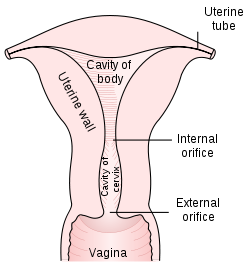 Uterine
tube
Cavity of
body
Uterine wall
Internal
orifice
Cavity of
cervix
External
orifice
Vagina